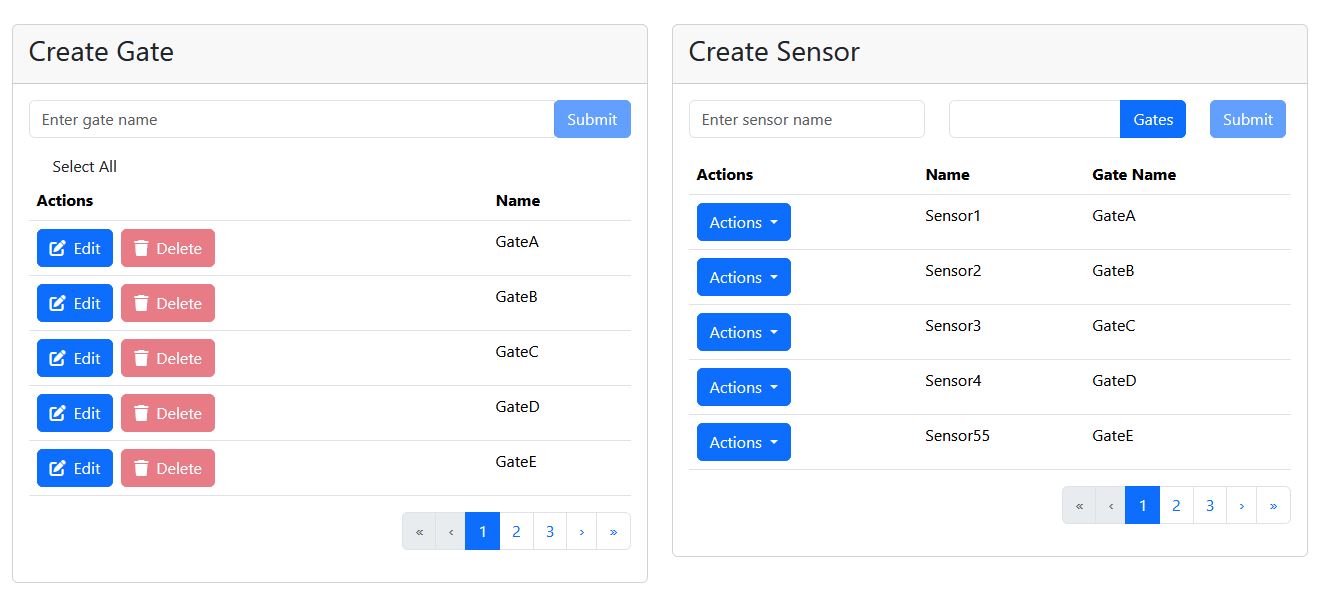 Create Gate
Enter gate name Submit
Select All
Actions Name
Edit Delete GateA
Edit Delete GateB
Edit Delete GateC
Edit Delete GateD
Edit Delete GateE
« ‹ 1 2 3 › »
Create Sensor
Enter sensor name Gates Submit
Actions Name Gate Name
Actions Sensor1 GateA
Actions Sensor2 GateB
Actions Sensor3 GateC
Actions Sensor4 GateD
Actions Sensor55 GateE
« ‹ 1 2 3 › »